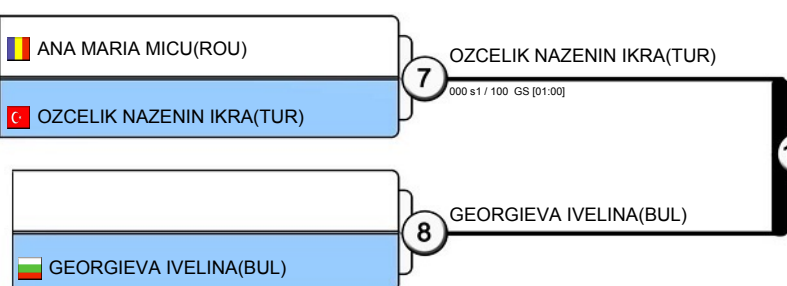 ANA MARIA MICU(ROU)
OZCELIK NAZENIN IKRA(TUR)
7
OZCELIK NAZENIN IKRA(TUR)
000 s1 / 100 GS [01:00]
GEORGIEVA IVELINA(BUL)
8
GEORGIEVA IVELINA(BUL)